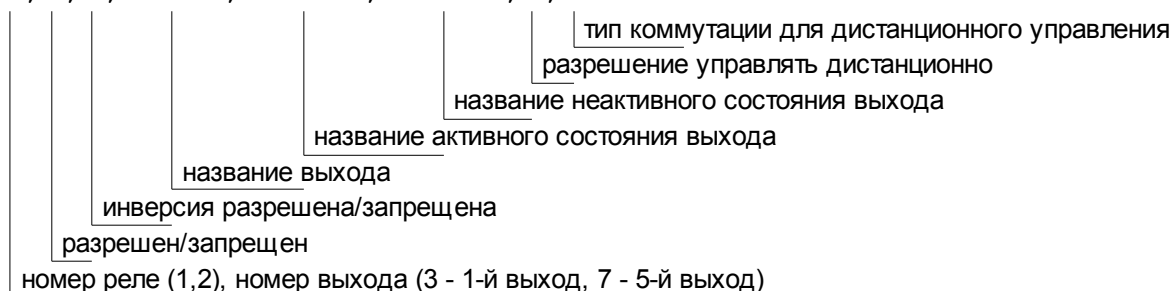 тип коммутации для дистанционного управления
разрешение управлять дистанционно
название неактивного состояния выхода
название активного состояния выхода
название выхода
инверсия разрешена/запрещена
разрешен/запрещен
номер реле (1,2), номер выхода (3 - 1-й выход, 7 - 5-й выход)